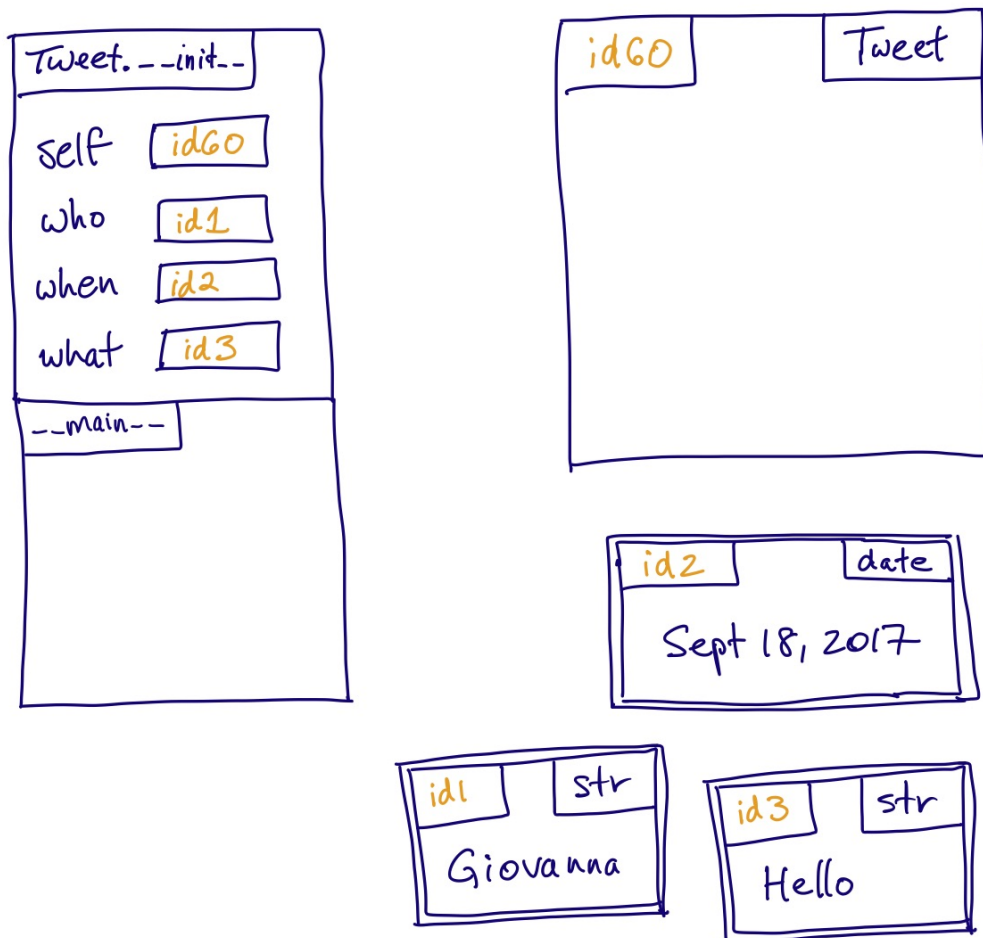 Tweet.__init__
self id60
who id1
when id2
what id3
__main__
id60 Tweet
id2 date
Sept 18, 2017
id1 str
Giovanna
id3 str
Hello